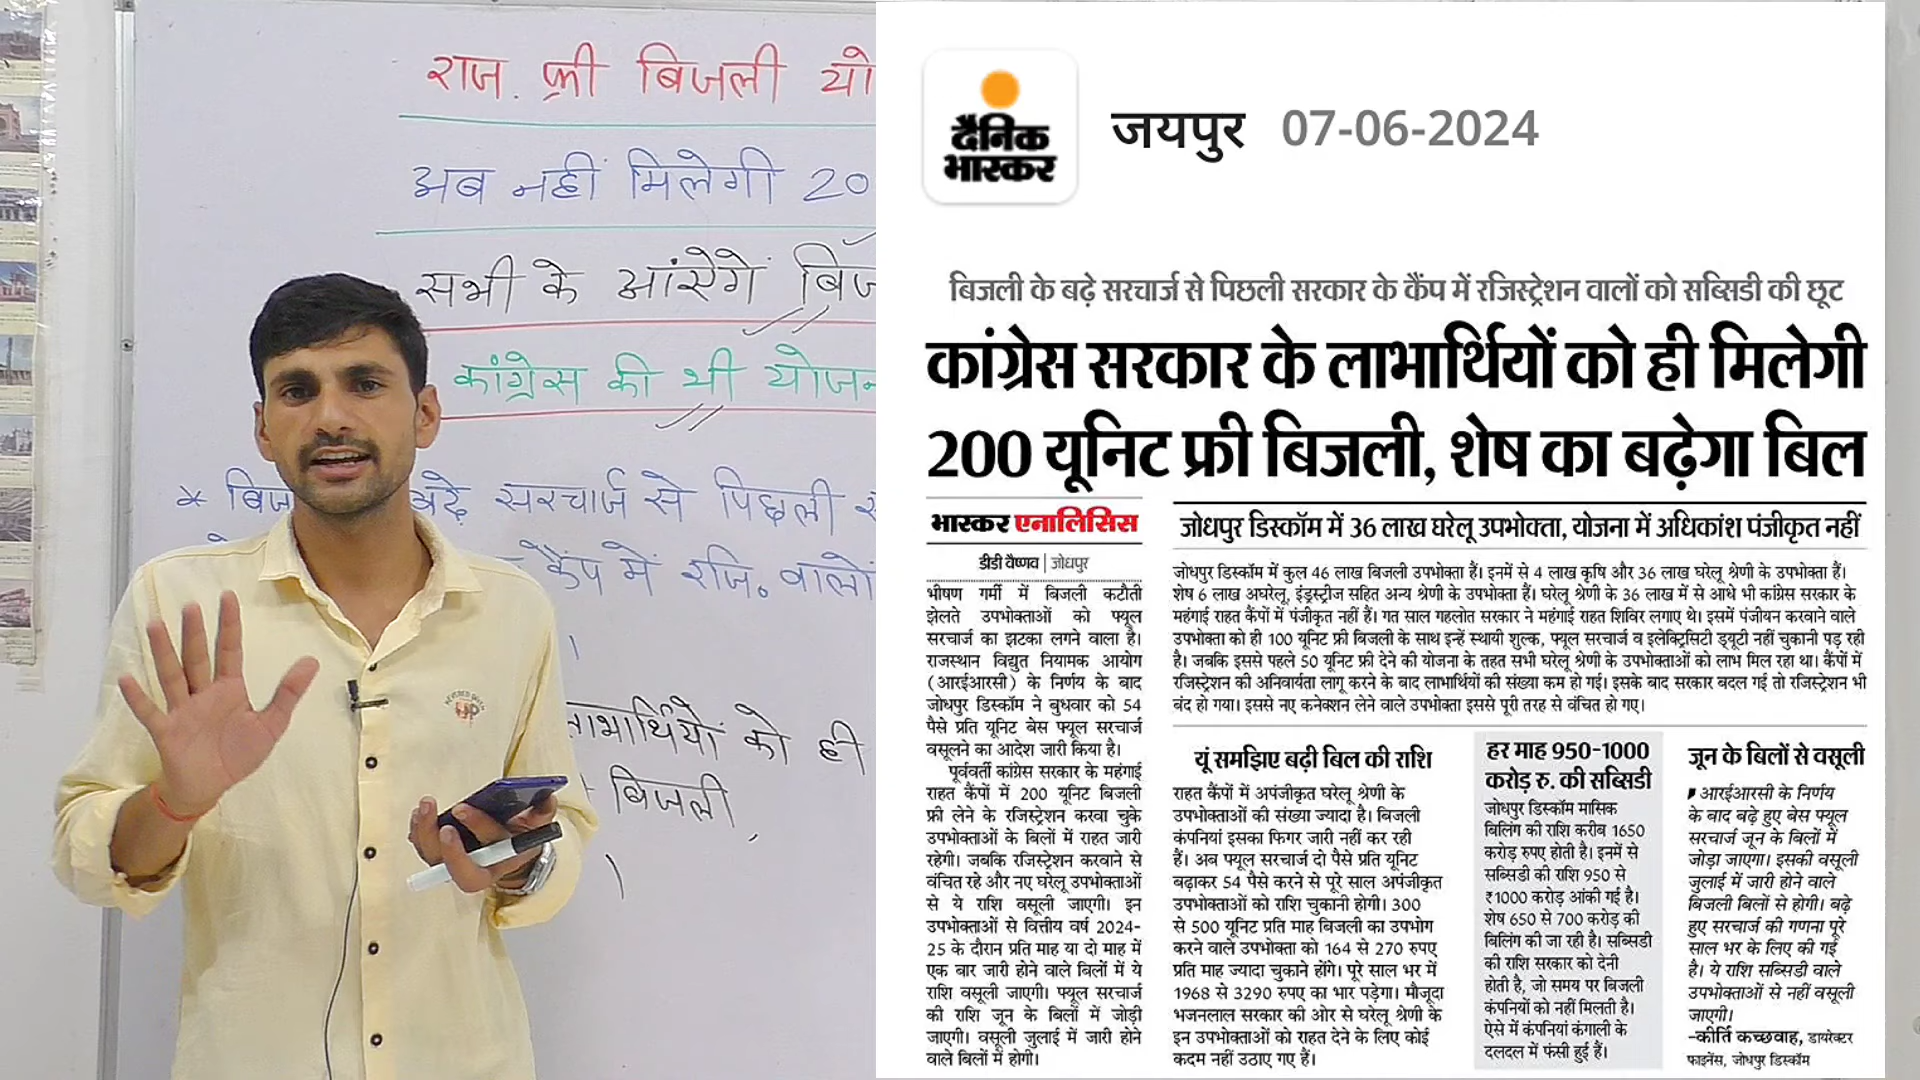 राज. फ्री बिजली यो
अब नहीं मिलेगी 20
सभी के आंऐगे बिज
कांग्रेस की थी योजन
* बिज बढ़े सरचार्ज से पिछली स
कैंप में रजि. वालों
लाभार्थियों को ही
बिजली,
दैनिक
भास्कर
जयपुर 07-06-2024
बिजली के बढ़े सरचार्ज से पिछली सरकार के कैंप में रजिस्ट्रेशन वालों को सब्सिडी की छूट
कांग्रेस सरकार के लाभार्थियों को ही मिलेगी
200 यूनिट फ्री बिजली, शेष का बढ़ेगा बिल
भास्कर एनालिसिस
डीडी वैष्णव | जोधपुर
भीषण गर्मी में बिजली कटौती
झेलते उपभोक्ताओं को फ्यूल
सरचार्ज का झटका लगने वाला है।
राजस्थान विद्युत नियामक आयोग
(आरईआरसी) के निर्णय के बाद
जोधपुर डिस्कॉम ने बुधवार को 54
पैसे प्रति यूनिट बेस फ्यूल सरचार्ज
वसूलने का आदेश जारी किया है।
पूर्ववर्ती कांग्रेस सरकार के महंगाई
राहत कैंपों में 200 यूनिट बिजली
फ्री लेने के रजिस्ट्रेशन करवा चुके
उपभोक्ताओं के बिलों में राहत जारी
रहेगी। जबकि रजिस्ट्रेशन करवाने से
वंचित रहे और नए घरेलू उपभोक्ताओं
से ये राशि वसूली जाएगी। इन
उपभोक्ताओं से वित्तीय वर्ष 2024-
25 के दौरान प्रति माह या दो माह में
एक बार जारी होने वाले बिलों में ये
राशि वसूली जाएगी। फ्यूल सरचार्ज
की राशि जून के बिलों में जोड़ी
जाएगी। वसूली जुलाई में जारी होने
वाले बिलों में होगी।
जोधपुर डिस्कॉम में 36 लाख घरेलू उपभोक्ता, योजना में अधिकांश पंजीकृत नहीं
जोधपुर डिस्कॉम में कुल 46 लाख बिजली उपभोक्ता हैं। इनमें से 4 लाख कृषि और 36 लाख घरेलू श्रेणी के उपभोक्ता हैं।
शेष 6 लाख अघरेलू, इंडस्ट्रीज सहित अन्य श्रेणी के उपभोक्ता हैं। घरेलू श्रेणी के 36 लाख में से आधे भी कांग्रेस सरकार के
महंगाई राहत कैंपों में पंजीकृत नहीं हैं। गत साल गहलोत सरकार ने महंगाई राहत शिविर लगाए थे। इसमें पंजीयन करवाने वाले
उपभोक्ता को ही 100 यूनिट फ्री बिजली के साथ इन्हें स्थायी शुल्क, फ्यूल सरचार्ज व इलेक्ट्रिसिटी ड्यूटी नहीं चुकानी पड़ रही
है। जबकि इससे पहले 50 यूनिट फ्री देने की योजना के तहत सभी घरेलू श्रेणी के उपभोक्ताओं को लाभ मिल रहा था। कैंपों में
रजिस्ट्रेशन की अनिवार्यता लागू करने के बाद लाभार्थियों की संख्या कम हो गई। इसके बाद सरकार बदल गई तो रजिस्ट्रेशन भी
बंद हो गया। इससे नए कनेक्शन लेने वाले उपभोक्ता इससे पूरी तरह से वंचित हो गए।
यूं समझिए बढ़ी बिल की राशि
राहत कैंपों में अपंजीकृत घरेलू श्रेणी के
उपभोक्ताओं की संख्या ज्यादा है। बिजली
कंपनियां इसका फिगर जारी नहीं कर रही
हैं। अब फ्यूल सरचार्ज दो पैसे प्रति यूनिट
बढ़ाकर 54 पैसे करने से पूरे साल अपंजीकृत
उपभोक्ताओं को राशि चुकानी होगी। 300
से 500 यूनिट प्रति माह बिजली का उपभोग
करने वाले उपभोक्ता को 164 से 270 रुपए
प्रति माह ज्यादा चुकाने होंगे। पूरे साल भर में
1968 से 3290 रुपए का भार पड़ेगा। मौजूदा
भजनलाल सरकार की ओर से घरेलू श्रेणी के
इन उपभोक्ताओं को राहत देने के लिए कोई
कदम नहीं उठाए गए हैं।
हर माह 950-1000
करोड़ रु. की सब्सिडी
जोधपुर डिस्कॉम मासिक
बिलिंग की राशि करीब 1650
करोड़ रुपए होती है। इनमें से
सब्सिडी की राशि 950 से
₹1000 करोड़ आंकी गई है।
शेष 650 से 700 करोड़ की
बिलिंग की जा रही है। सब्सिडी
की राशि सरकार को देनी
होती है, जो समय पर बिजली
कंपनियों को नहीं मिलती है।
ऐसे में कंपनियां कंगाली के
दलदल में फंसी हुई हैं।
जून के बिलों से वसूली
आरईआरसी के निर्णय
के बाद बढ़े हुए बेस फ्यूल
सरचार्ज जून के बिलों में
जोड़ा जाएगा। इसकी वसूली
जुलाई में जारी होने वाले
बिजली बिलों से होगी। बढ़े
हुए सरचार्ज की गणना पूरे
साल भर के लिए की गई
है। ये राशि सब्सिडी वाले
उपभोक्ताओं से नहीं वसूली
जाएगी।
-कीर्ति कच्छवाह, डायरेक्टर
फाइनेंस, जोधपुर डिस्कॉम